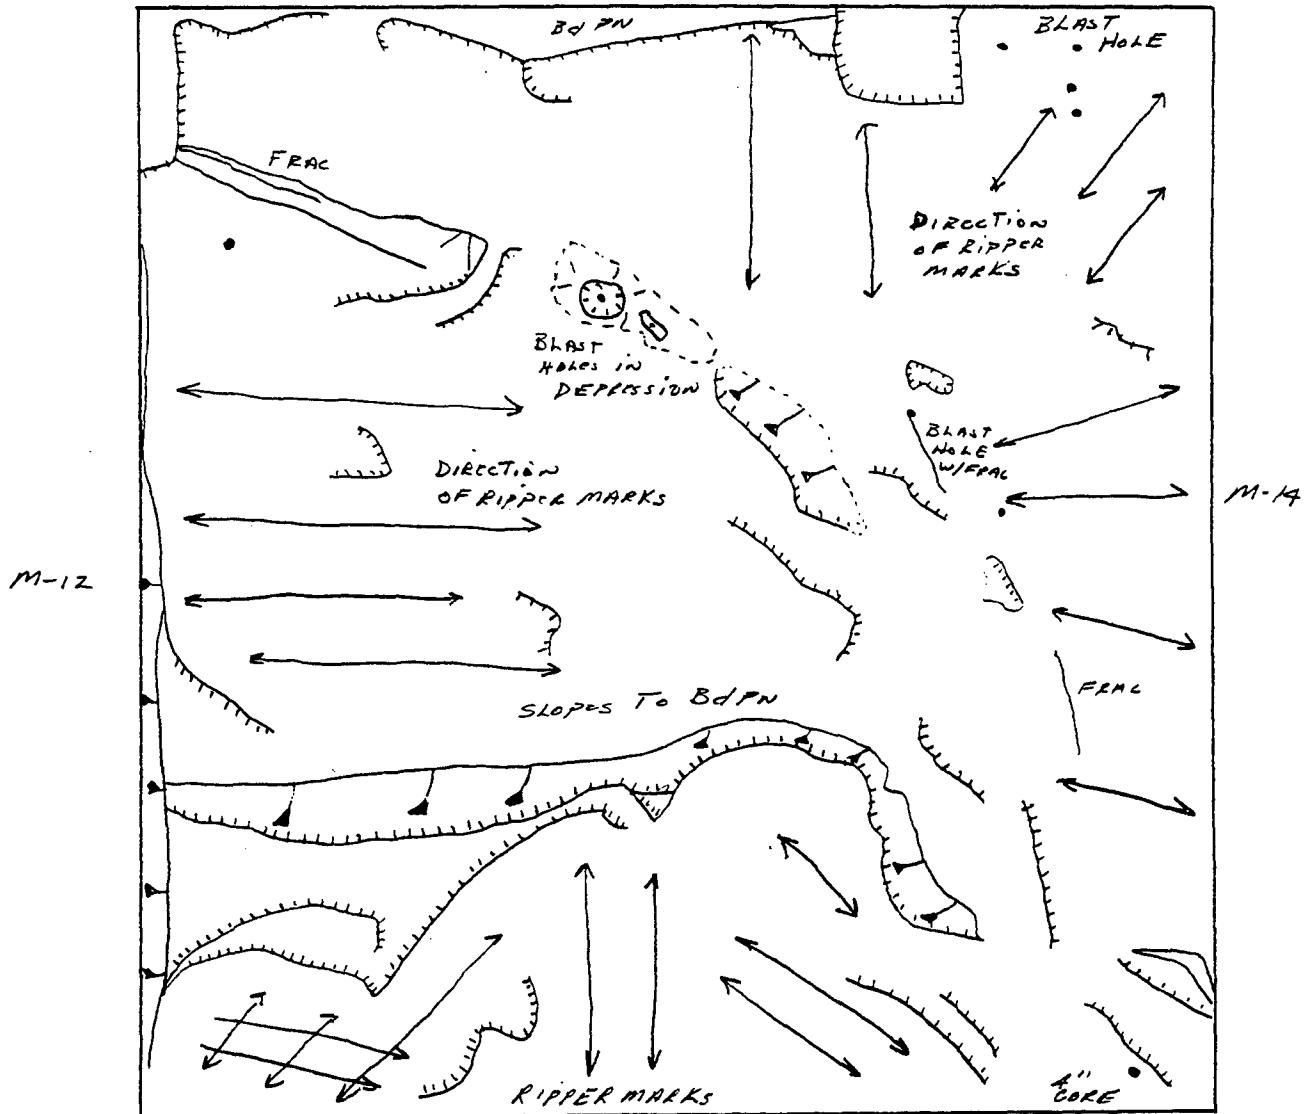 Bd PN
BLAST
HOLE
FRAC
DIRECTION
OF RIPPER
MARKS
BLAST
HOLES IN
DEPRESSION
BLAST
HOLE
W/FRAC
DIRECTION
OF RIPPER MARKS
M-14
M-12
FRAC
SLOPES TO Bd PN
RIPPER MARKS
4"
CORE